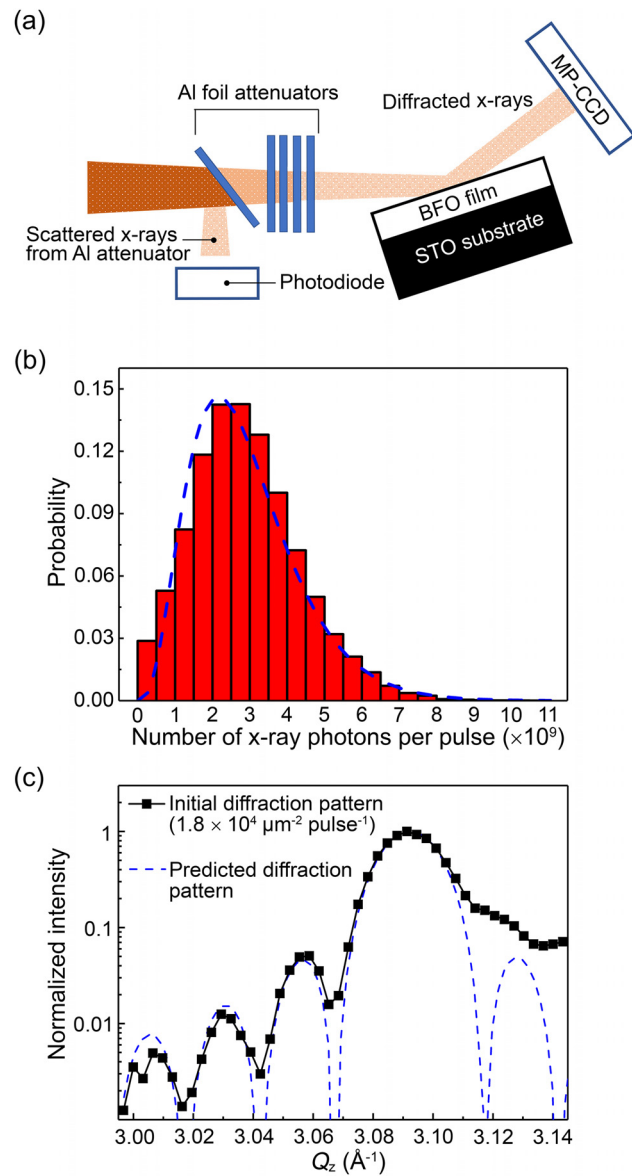 (a)
Al foil attenuators
Diffracted x-rays
MP-CCD
BFO film
STO substrate
Scattered x-rays
from Al attenuator
Photodiode
(b)
0.15
0.12
0.09
0.06
0.03
0.00
Probability
0 1 2 3 4 5 6 7 8 9 10 11
Number of x-ray photons per pulse (×10⁹)
(c)
Initial diffraction pattern
(1.8 × 10⁴ μm⁻² pulse⁻¹)
Predicted diffraction
pattern
1
0.1
0.01
Normalized intensity
3.00 3.02 3.04 3.06 3.08 3.10 3.12 3.14
Qz (Å⁻¹)